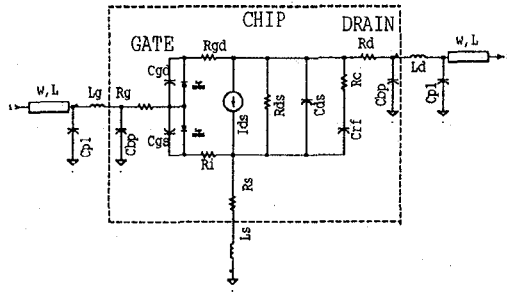 CHIP
GATE
DRAIN
Rgd
Rd
W,L
Cgd
Ld
W,L
Lg
Rg
Ids
Rds
Cds
Rc
Cbp
Cpl
Cpl
Cbp
Cgs
Crf
Ri
Rs
Ls